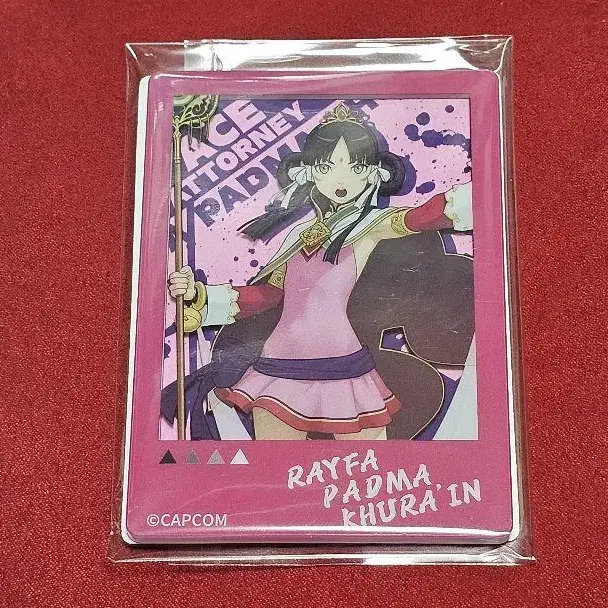 ACE
ATTORNEY
PADMA
RAYFA
PADMA
KHURA'IN
©CAPCOM